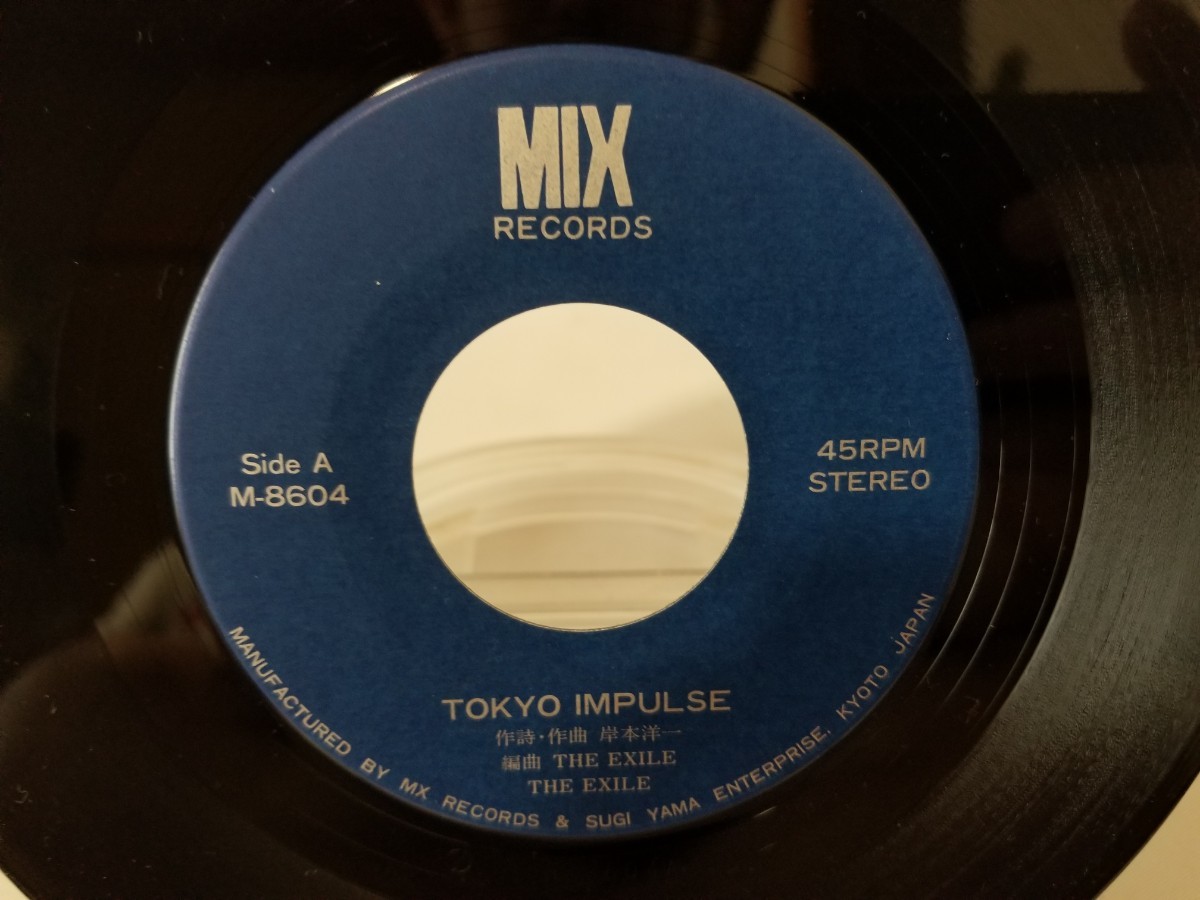 MIX
RECORDS
Side A
M-8604
45RPM
STEREO
TOKYO IMPULSE
作詩・作曲 岸本洋一
編曲 THE EXILE
THE EXILE
MANUFACTURED BY MX RECORDS & SUGI YAMA ENTERPRISE, KYOTO JAPAN